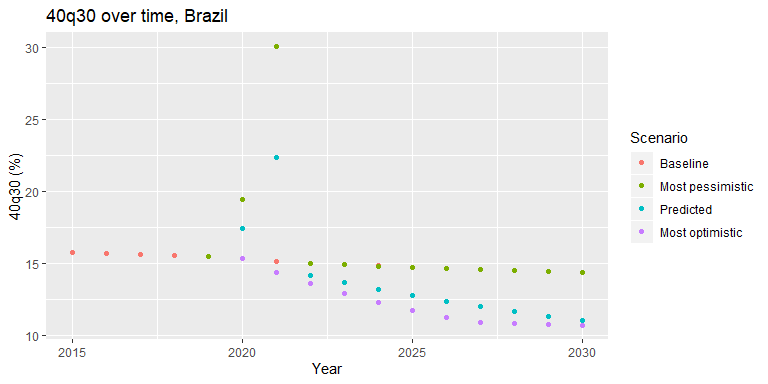 40q30 over time, Brazil
30
25
20
15
10
40q30 (%)
2015
2020
2025
2030
Year
Scenario
Baseline
Most pessimistic
Predicted
Most optimistic